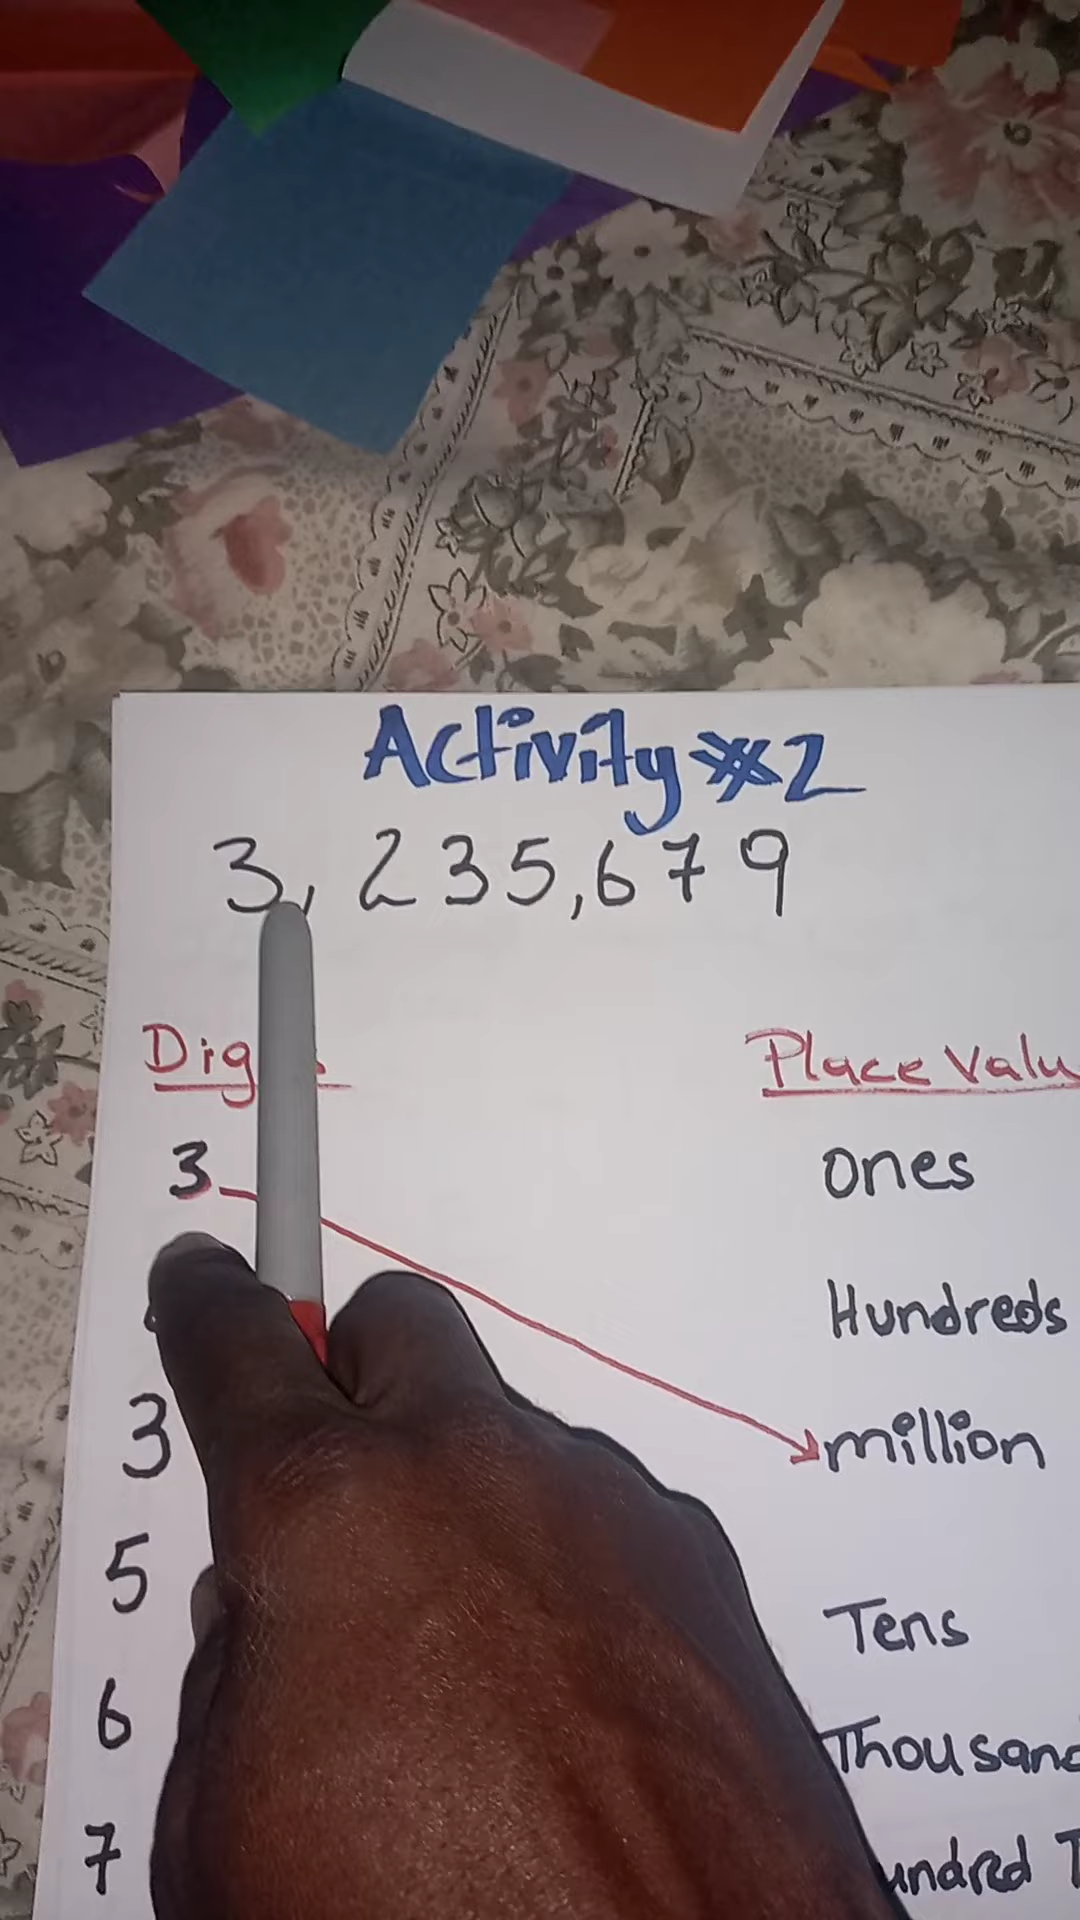 Activity #2
3, 235,679
Place Valu
3 ones
Hundreds
3 million
5 Tens
6 Thousand
7 undred T